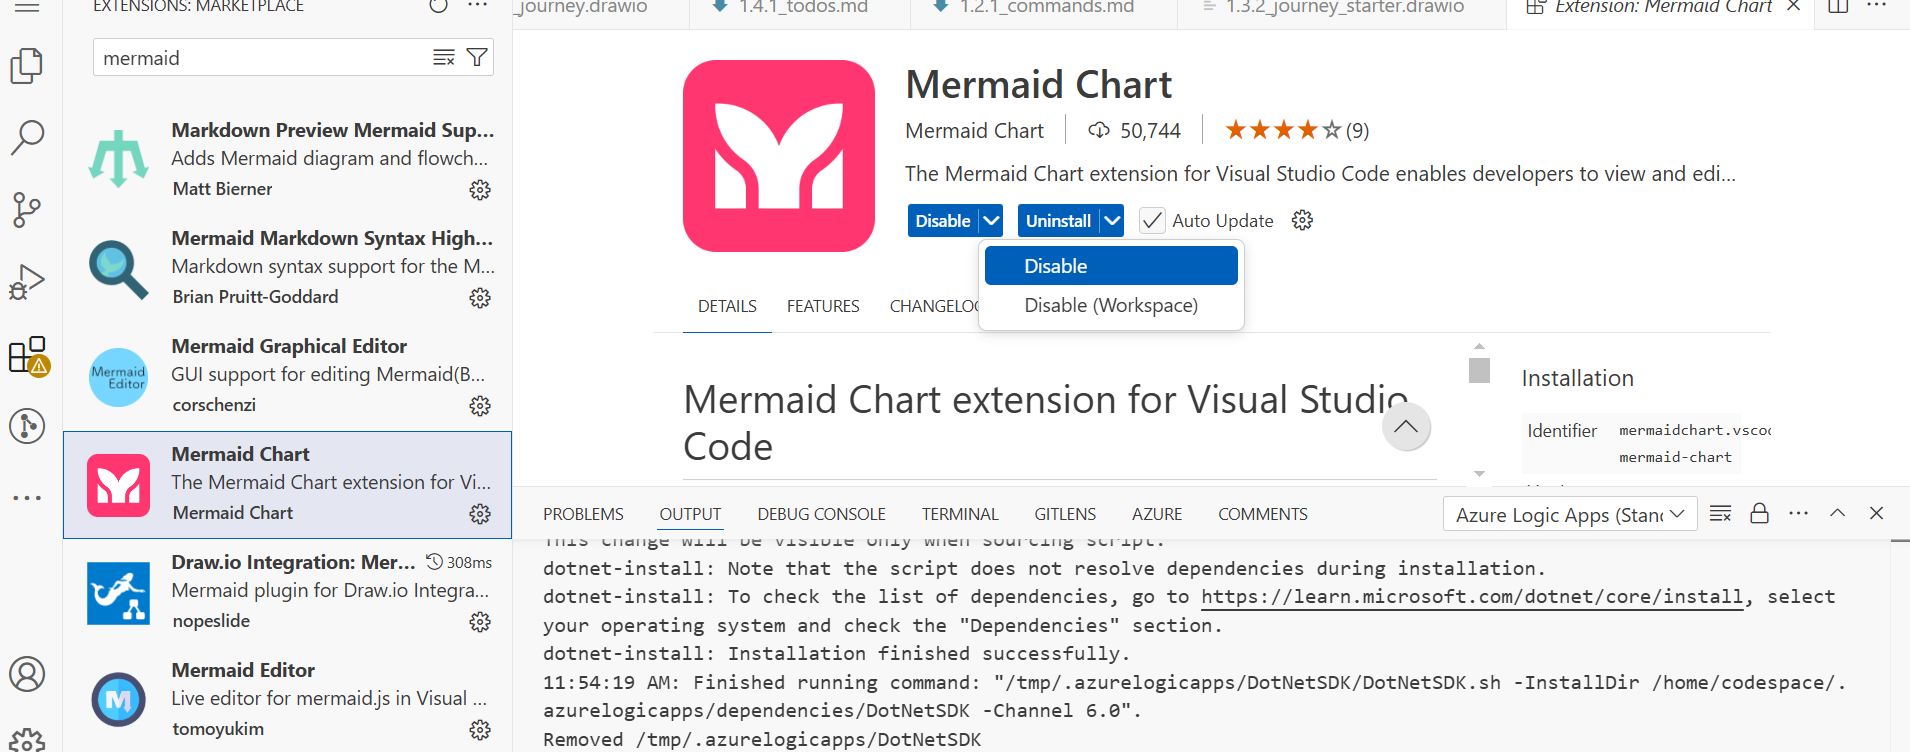 EXTENSIONS: MARKETPLACE
mermaid
Markdown Preview Mermaid Sup...
Adds Mermaid diagram and flowch...
Matt Bierner
Mermaid Markdown Syntax High...
Markdown syntax support for the M...
Brian Pruitt-Goddard
Mermaid Graphical Editor
GUI support for editing Mermaid(B...
corschenzi
Mermaid
Editor
Mermaid Chart
The Mermaid Chart extension for Vi...
Mermaid Chart
Draw.io Integration: Mer... 308ms
Mermaid plugin for Draw.io Integra...
nopeslide
Mermaid Editor
Live editor for mermaid.js in Visual ...
tomoyukim
_journey.drawio 1.4.1_todos.md 1.2.1_commands.md 1.3.2_journey_starter.drawio Extension: Mermaid Chart
Mermaid Chart
Mermaid Chart 50,744 (9)
The Mermaid Chart extension for Visual Studio Code enables developers to view and edi...
Disable Uninstall Auto Update
Disable
Disable (Workspace)
DETAILS FEATURES CHANGELOG
Mermaid Chart extension for Visual Studio
Code
Installation
Identifier mermaidchart.vscod
mermaid-chart
PROBLEMS OUTPUT DEBUG CONSOLE TERMINAL GITLENS AZURE COMMENTS Azure Logic Apps (Stand
This change will be visible only when sourcing script.
dotnet-install: Note that the script does not resolve dependencies during installation.
dotnet-install: To check the list of dependencies, go to https://learn.microsoft.com/dotnet/core/install, select
your operating system and check the "Dependencies" section.
dotnet-install: Installation finished successfully.
11:54:19 AM: Finished running command: "/tmp/.azurelogicapps/DotNetSDK/DotNetSDK.sh -InstallDir /home/codespace/.
azurelogicapps/dependencies/DotNetSDK -Channel 6.0".
Removed /tmp/.azurelogicapps/DotNetSDK